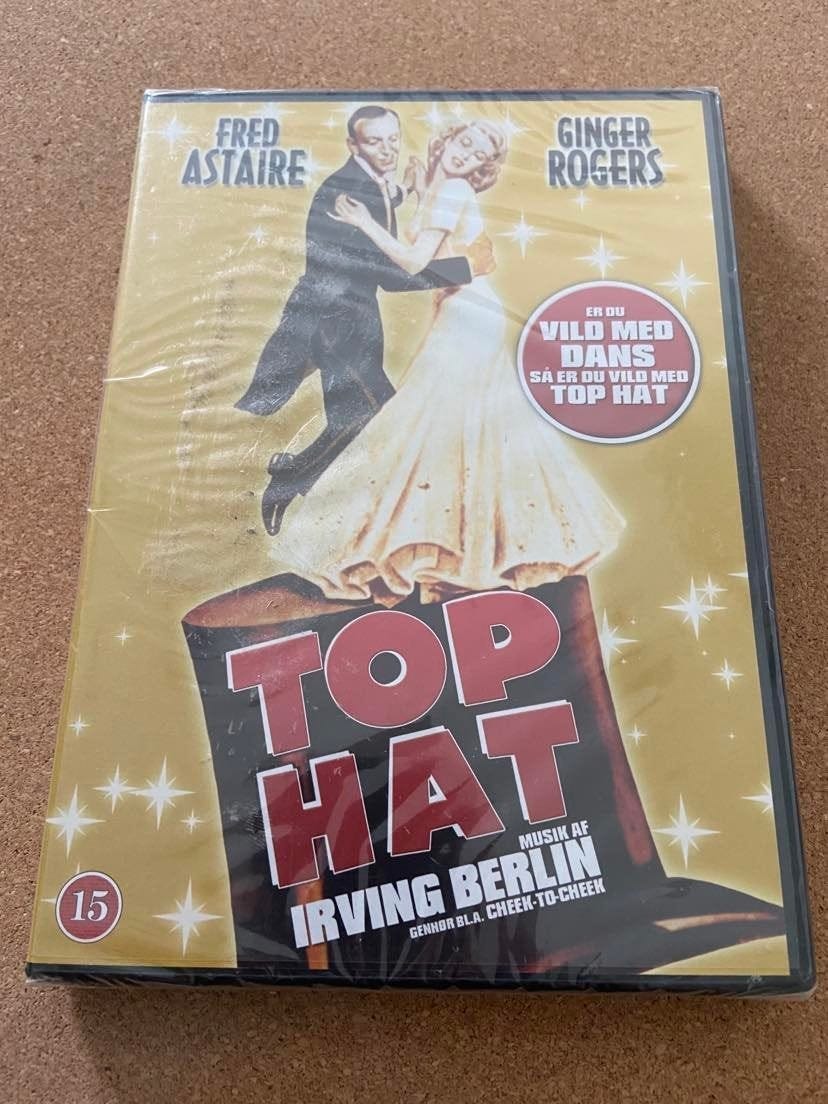 FRED
ASTAIRE
GINGER
ROGERS
ER DU
VILD MED
DANS
SÅ ER DU VILD MED
TOP HAT
TOP
HAT
MUSIK AF
IRVING BERLIN
GENHØR BL.A. CHEEK-TO-CHEEK
15